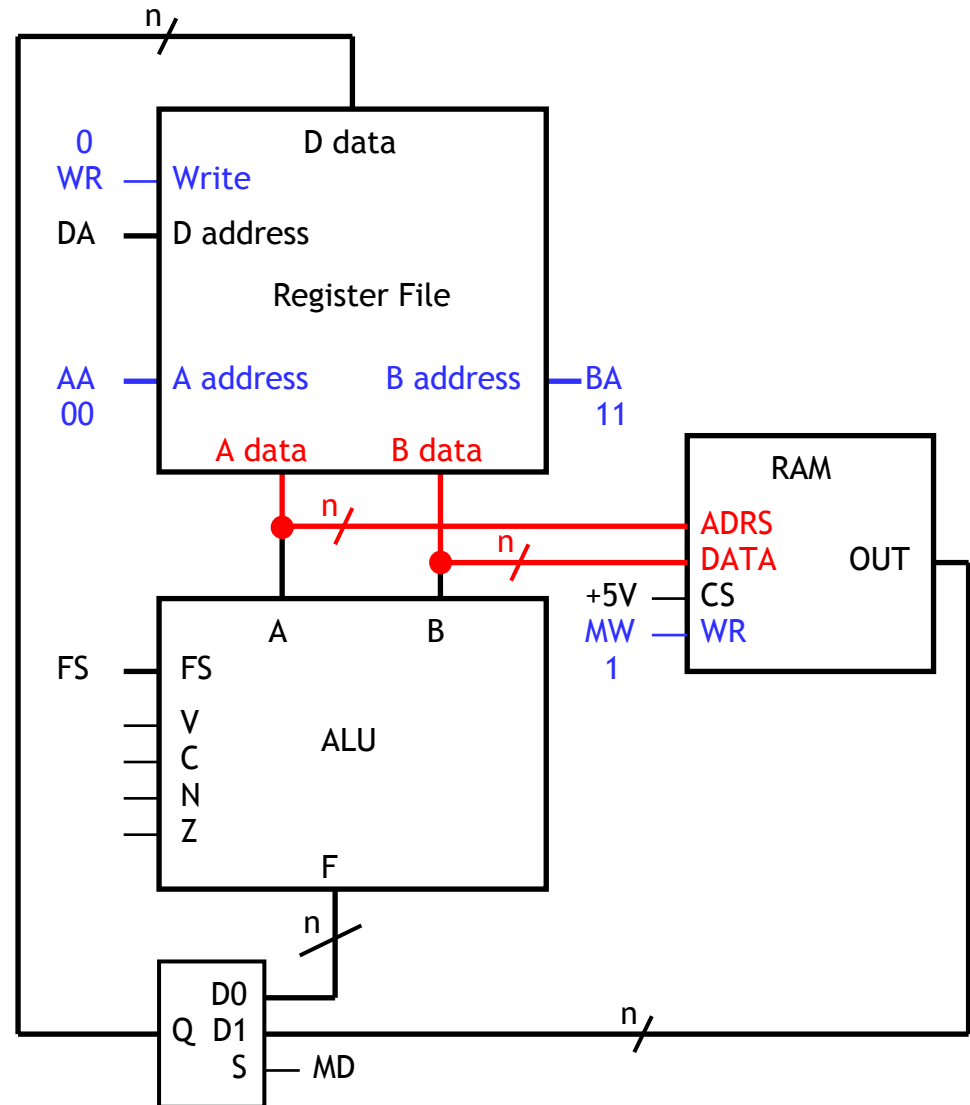 n
D data
0
WR Write
DA D address
Register File
AA A address B address BA
00 11
A data B data
RAM
n ADRS
n DATA OUT
+5V CS
MW WR
1
A B
FS FS
V
ALU
C
N
Z
F
n
D0
Q D1 n
S MD